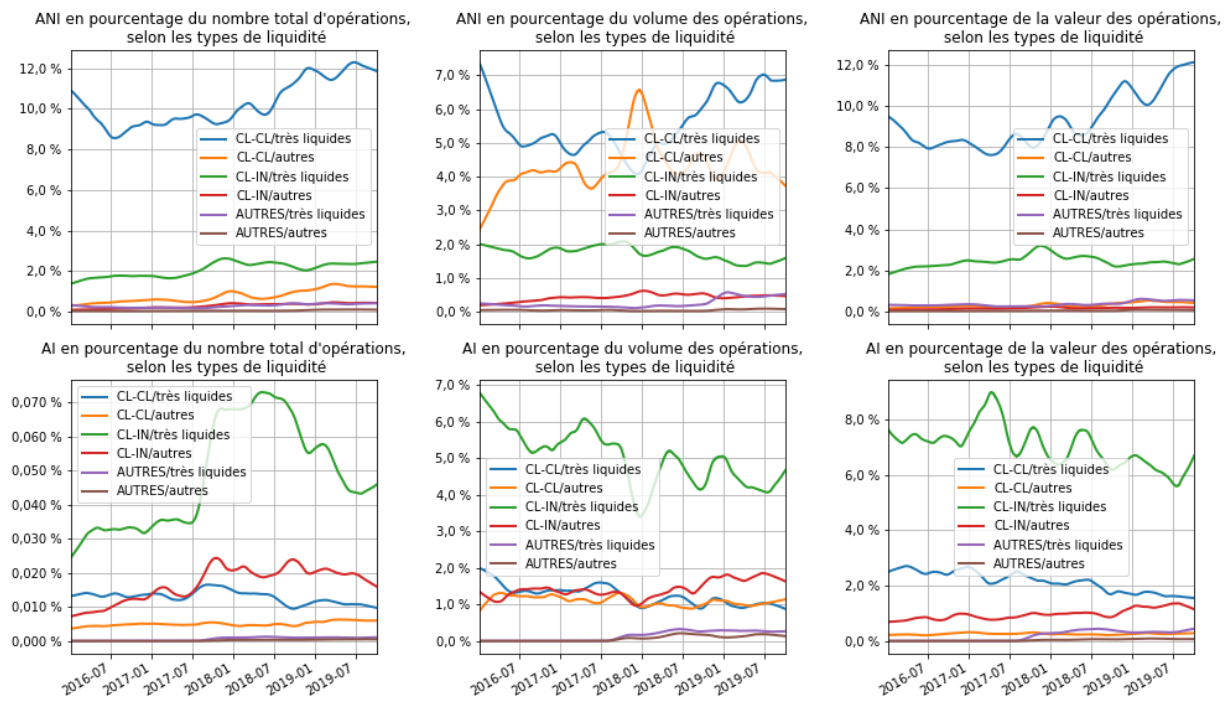 ANI en pourcentage du nombre total d'opérations,
selon les types de liquidité
12,0 %
10,0 %
8,0 %
6,0 %
4,0 %
2,0 %
0,0 %
CL-CL/très liquides
CL-CL/autres
CL-IN/très liquides
CL-IN/autres
AUTRES/très liquides
AUTRES/autres
ANI en pourcentage du volume des opérations,
selon les types de liquidité
7,0 %
6,0 %
5,0 %
4,0 %
3,0 %
2,0 %
1,0 %
0,0 %
CL-CL/très liquides
CL-CL/autres
CL-IN/très liquides
CL-IN/autres
AUTRES/très liquides
AUTRES/autres
ANI en pourcentage de la valeur des opérations,
selon les types de liquidité
12,0 %
10,0 %
8,0 %
6,0 %
4,0 %
2,0 %
0,0 %
CL-CL/très liquides
CL-CL/autres
CL-IN/très liquides
CL-IN/autres
AUTRES/très liquides
AUTRES/autres
AI en pourcentage du nombre total d'opérations,
selon les types de liquidité
0,070 %
0,060 %
0,050 %
0,040 %
0,030 %
0,020 %
0,010 %
0,000 %
CL-CL/très liquides
CL-CL/autres
CL-IN/très liquides
CL-IN/autres
AUTRES/très liquides
AUTRES/autres
2016-07
2017-01
2017-07
2018-01
2018-07
2019-01
2019-07
AI en pourcentage du volume des opérations,
selon les types de liquidité
7,0 %
6,0 %
5,0 %
4,0 %
3,0 %
2,0 %
1,0 %
0,0 %
CL-CL/très liquides
CL-CL/autres
CL-IN/très liquides
CL-IN/autres
AUTRES/très liquides
AUTRES/autres
2016-07
2017-01
2017-07
2018-01
2018-07
2019-01
2019-07
AI en pourcentage de la valeur des opérations,
selon les types de liquidité
8,0 %
6,0 %
4,0 %
2,0 %
0,0 %
CL-CL/très liquides
CL-CL/autres
CL-IN/très liquides
CL-IN/autres
AUTRES/très liquides
AUTRES/autres
2016-07
2017-01
2017-07
2018-01
2018-07
2019-01
2019-07